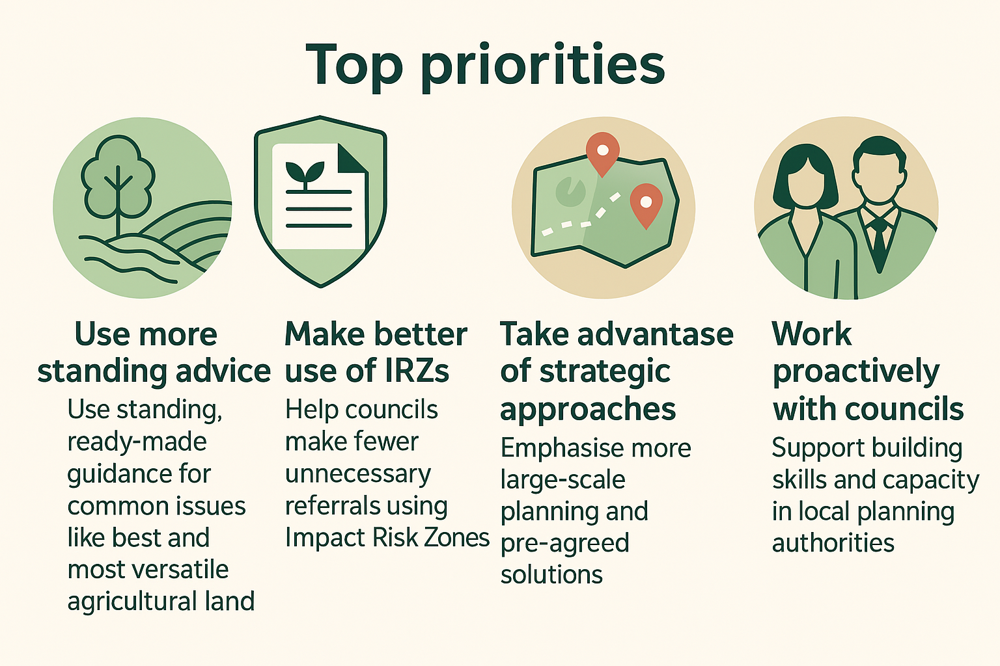 Top priorities
Use more
standing advice
Use standing,
ready-made
guidance for
common issues
like best and
most versatile
agricultural land
Make better
use of IRZs
Help councils
make fewer
unnecessary
referrals using
Impact Risk Zones
Take advantase
of strategic
approaches
Emphasise more
large-scale
planning and
pre-agreed
solutions
Work
proactively
with councils
Support building
skills and capacity
in local planning
authorities